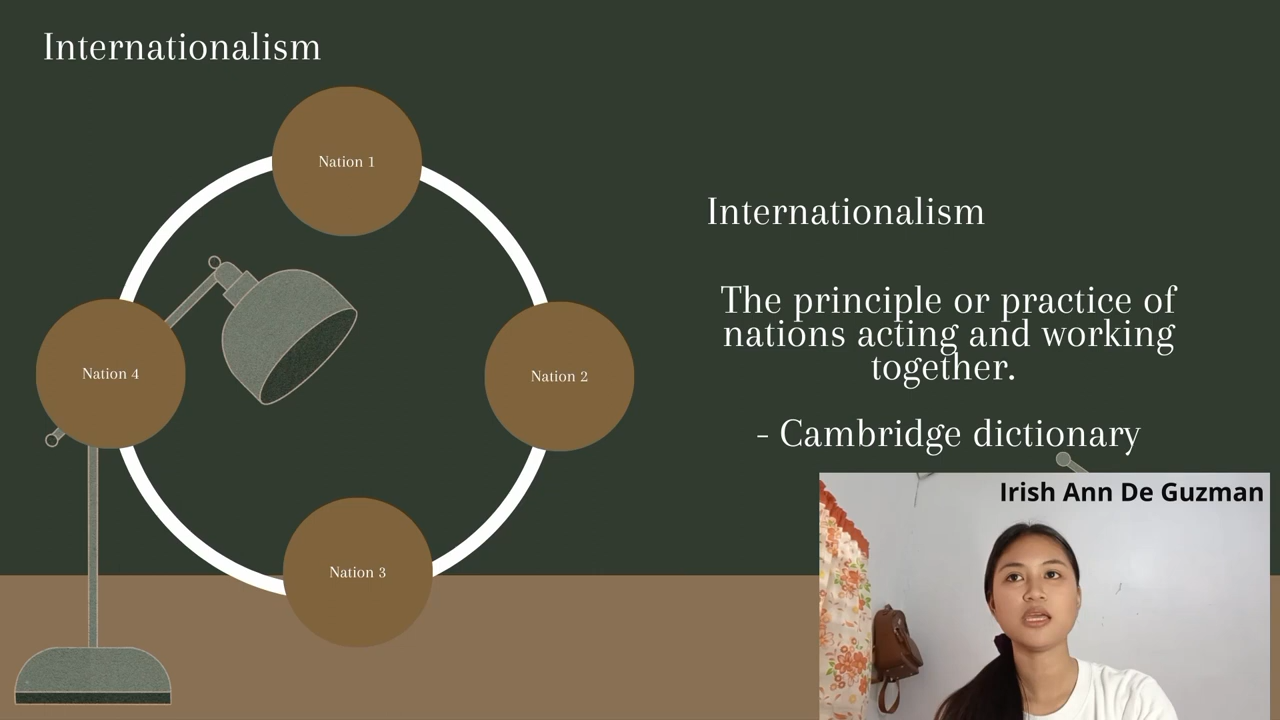 Internationalism
Nation 1
Nation 2
Nation 3
Nation 4
Internationalism
The principle or practice of
nations acting and working
together.
- Cambridge dictionary
Irish Ann De Guzman